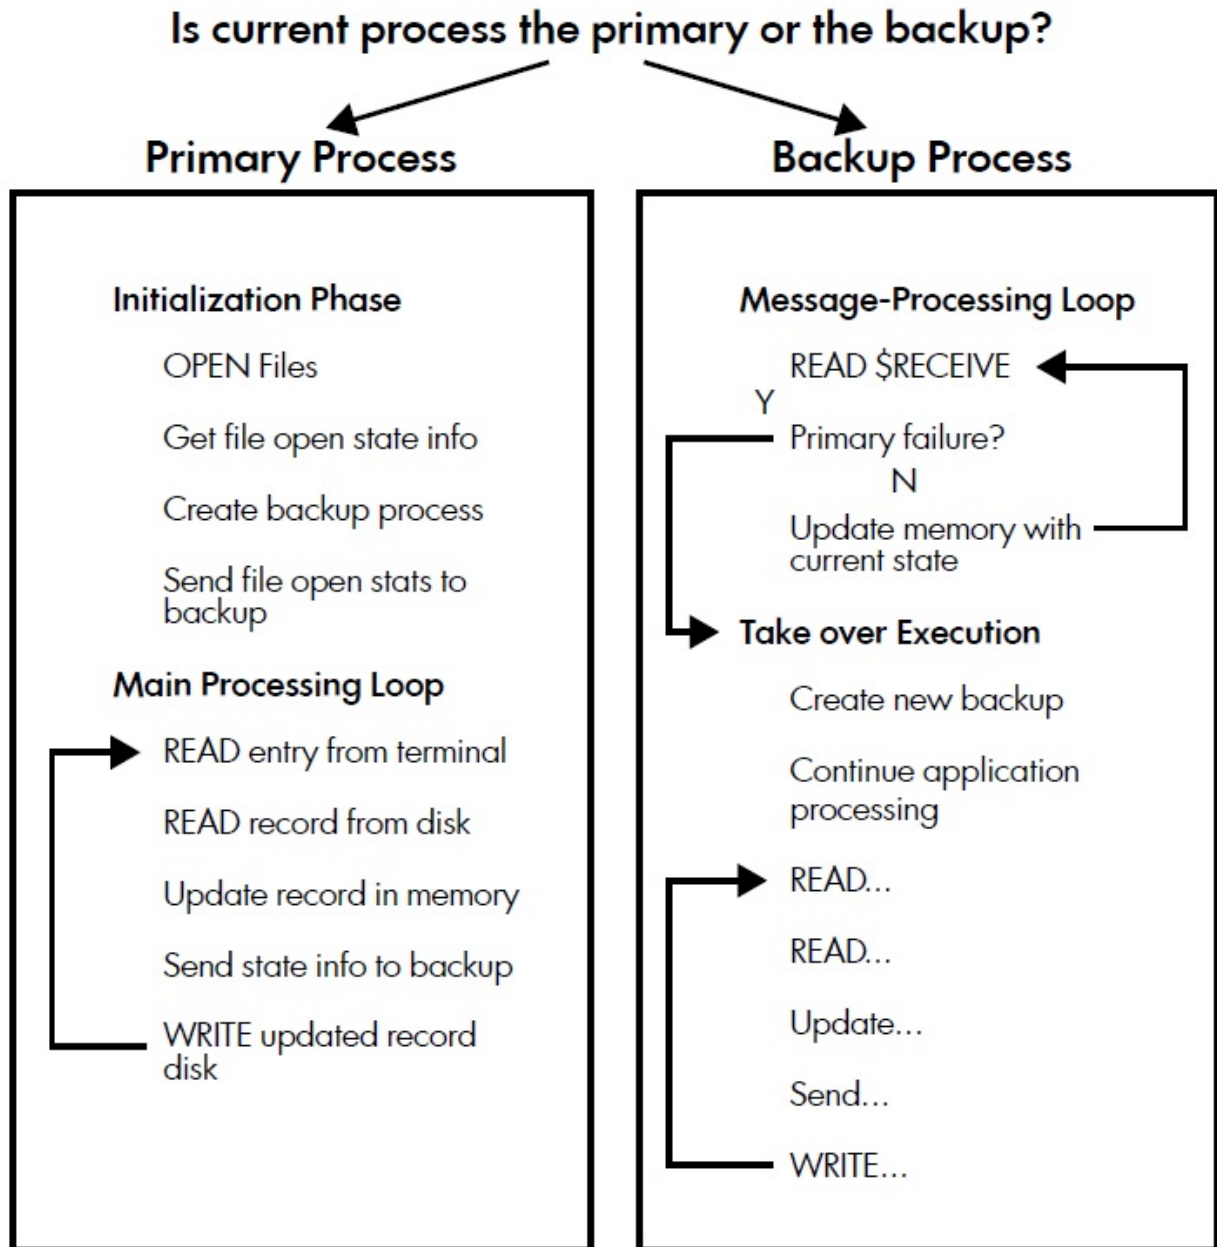 Is current process the primary or the backup?
Primary Process
Initialization Phase
OPEN Files
Get file open state info
Create backup process
Send file open stats to
backup
Main Processing Loop
READ entry from terminal
READ record from disk
Update record in memory
Send state info to backup
WRITE updated record
disk
Backup Process
Message-Processing Loop
READ $RECEIVE
Y
Primary failure?
N
Update memory with
current state
Take over Execution
Create new backup
Continue application
processing
READ...
READ...
Update...
Send...
WRITE...